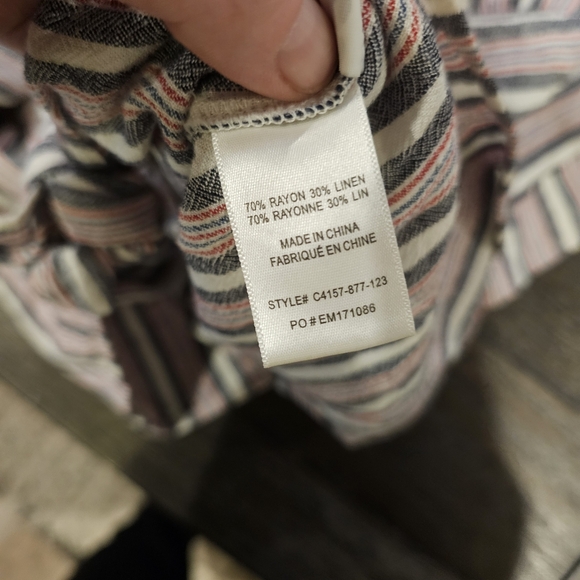 70% RAYON 30% LINEN
70% RAYONNE 30% LIN
MADE IN CHINA
FABRIQUÉ EN CHINE
STYLE# C4157-877-123
PO # EM171086